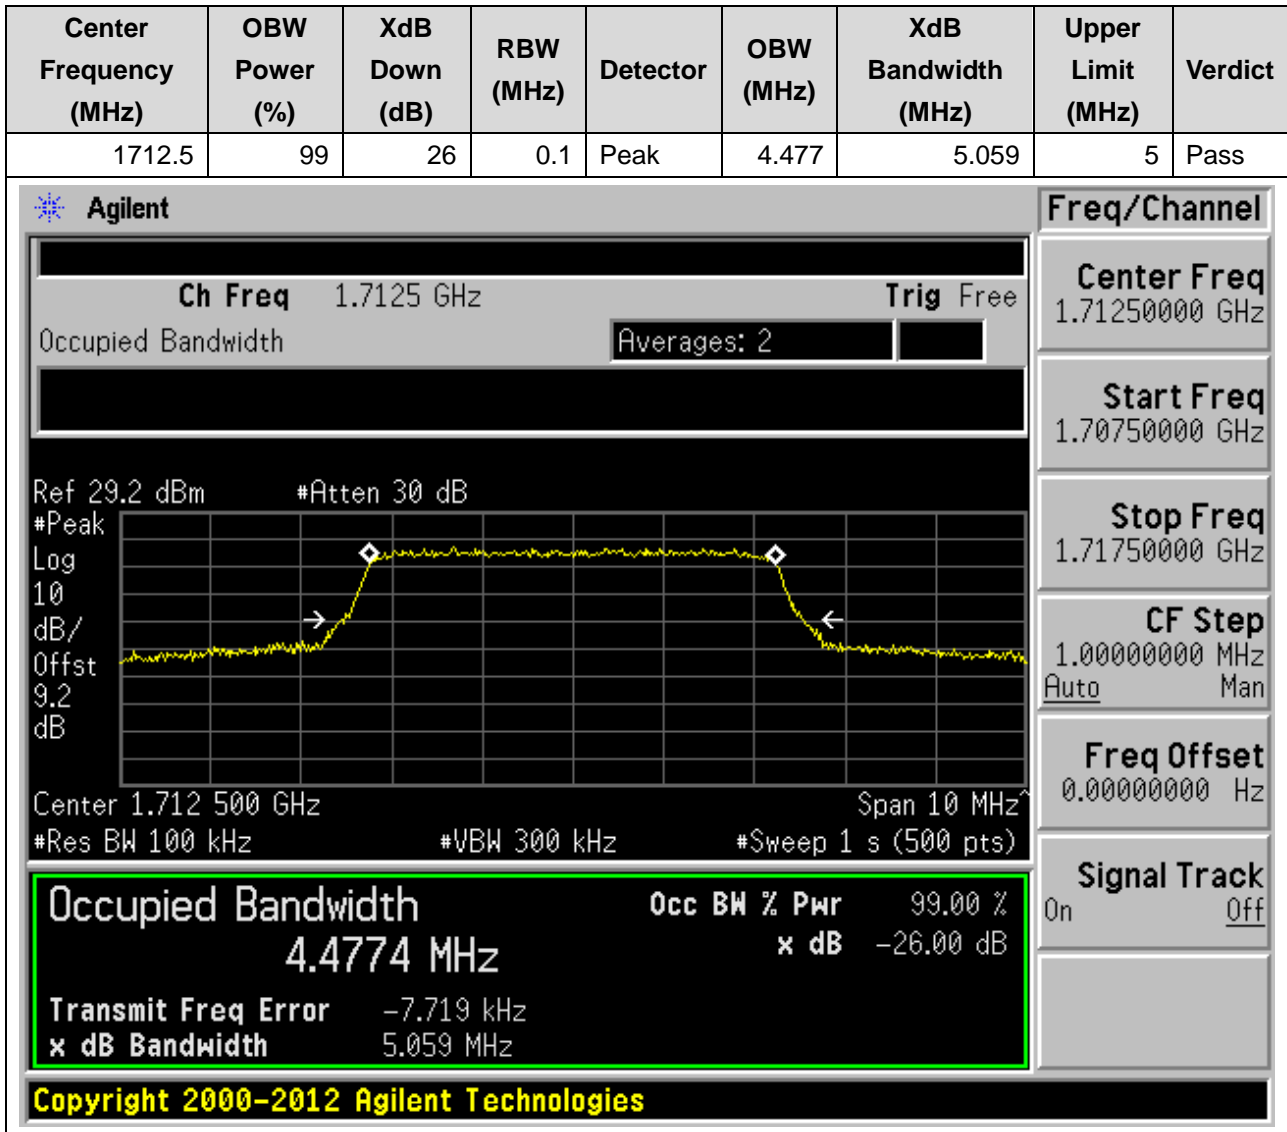 Center Frequency (MHz) OBW Power (%) XdB Down (dB) RBW (MHz) Detector OBW (MHz) XdB Bandwidth (MHz) Upper Limit (MHz) Verdict
1712.5 99 26 0.1 Peak 4.477 5.059 5 Pass
Agilent
Freq/Channel
Ch Freq 1.7125 GHz Trig Free
Occupied Bandwidth Averages: 2
Center Freq
1.71250000 GHz
Start Freq
1.70750000 GHz
Stop Freq
1.71750000 GHz
CF Step
1.00000000 MHz
Auto Man
Freq Offset
0.00000000 Hz
Signal Track
On Off
Ref 29.2 dBm #Atten 30 dB
#Peak
Log
10
dB/
Offst
9.2
dB
Center 1.712 500 GHz Span 10 MHz^
#Res BW 100 kHz #VBW 300 kHz #Sweep 1 s (500 pts)
Occupied Bandwidth Occ BW % Pwr 99.00 %
4.4774 MHz x dB -26.00 dB
Transmit Freq Error -7.719 kHz
x dB Bandwidth 5.059 MHz
Copyright 2000-2012 Agilent Technologies